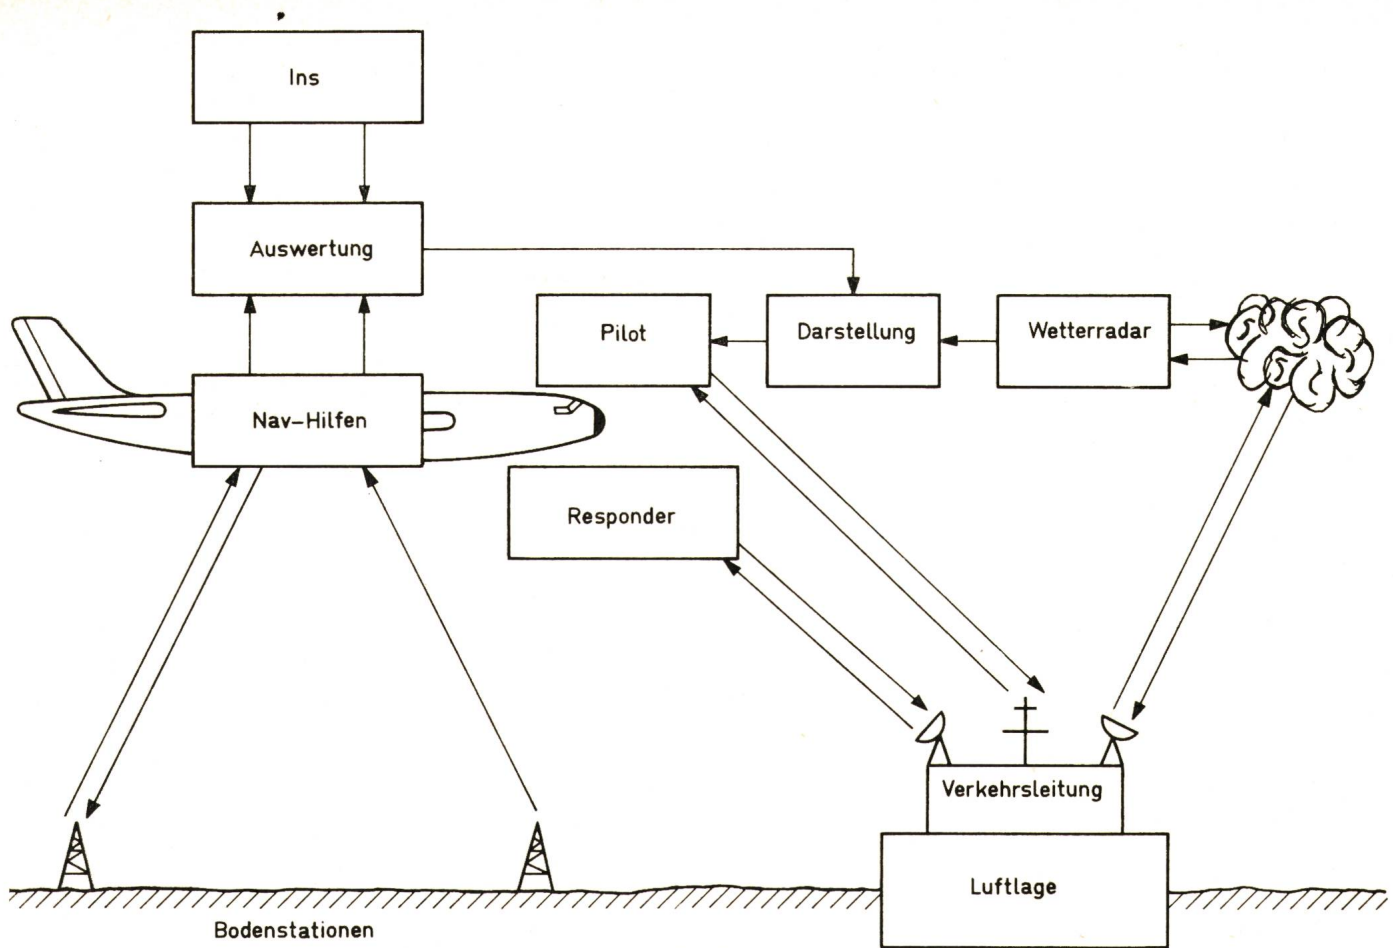 Ins
Auswertung
Pilot
Darstellung
Wetterradar
Nav-Hilfen
Responder
Verkehrsleitung
Luftlage
Bodenstationen